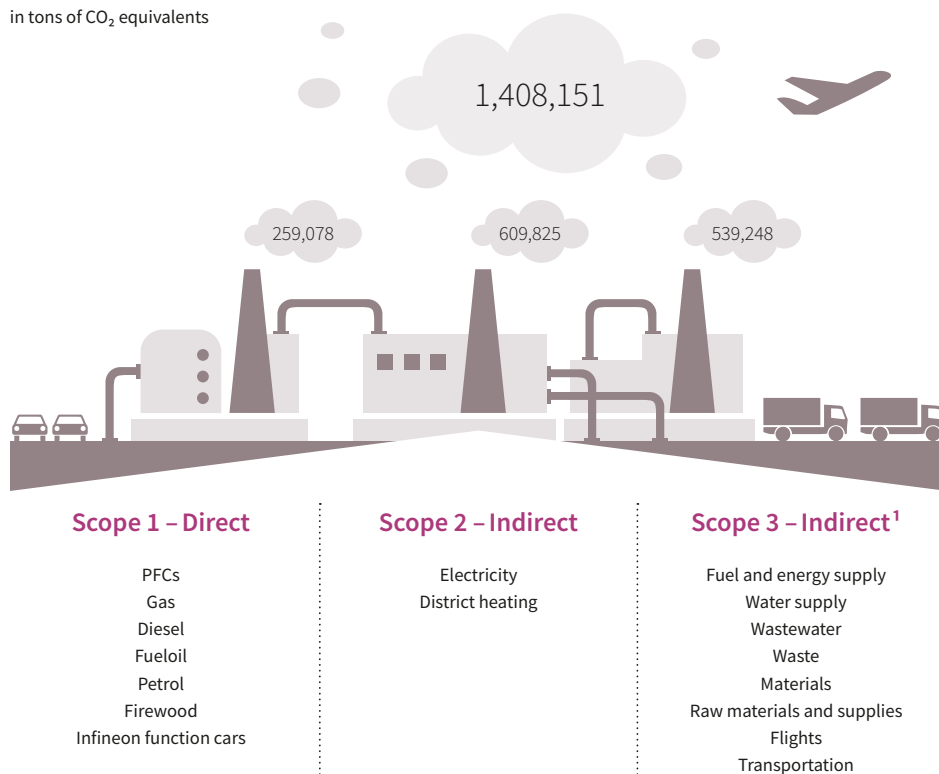 in tons of CO₂ equivalents
1,408,151
259,078
609,825
539,248
Scope 1 – Direct
PFCs
Gas
Diesel
Fueloil
Petrol
Firewood
Infineon function cars
Scope 2 – Indirect
Electricity
District heating
Scope 3 – Indirect¹
Fuel and energy supply
Water supply
Wastewater
Waste
Materials
Raw materials and supplies
Flights
Transportation